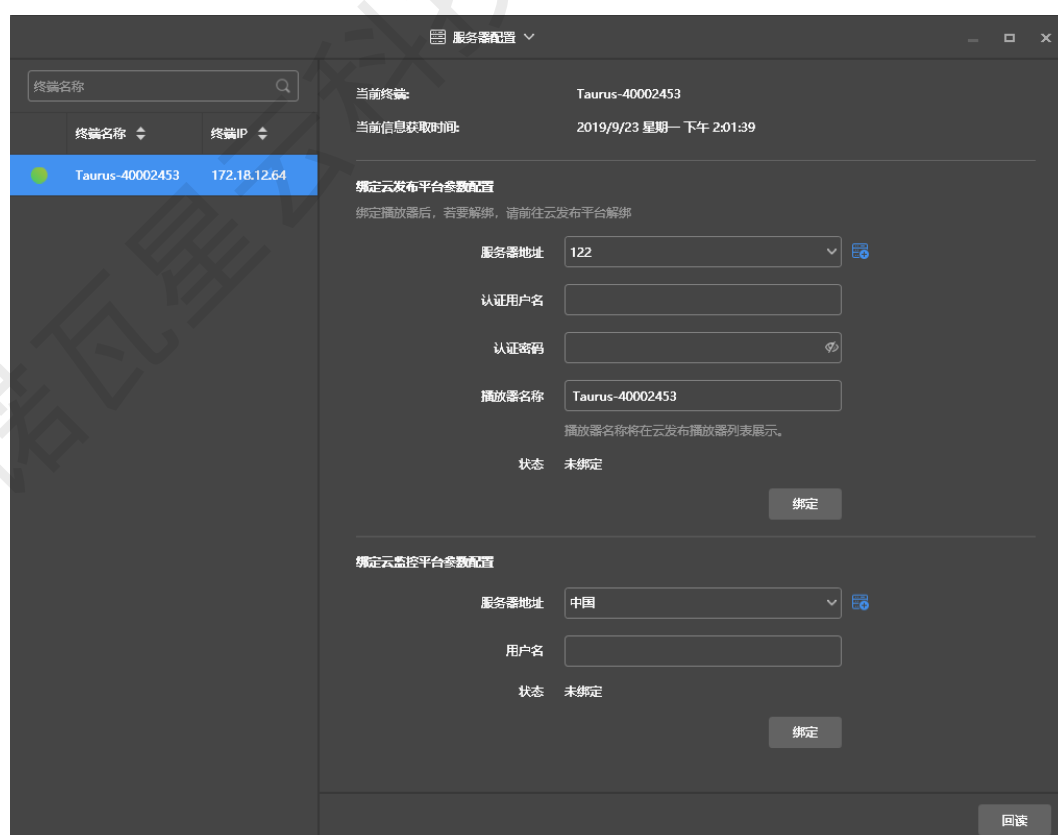 服务器配置
终端名称
终端名称 终端IP
Taurus-40002453 172.18.12.64
当前终端: Taurus-40002453
当前信息获取时间: 2019/9/23 星期一 下午 2:01:39
绑定云发布平台参数配置
绑定播放器后，若要解绑，请前往云发布平台解绑
服务器地址 122
认证用户名
认证密码
播放器名称 Taurus-40002453
播放器名称将在云发布播放器列表展示。
状态 未绑定
绑定
绑定云监控平台参数配置
服务器地址 中国
用户名
状态 未绑定
绑定
回读
诺瓦星云科技